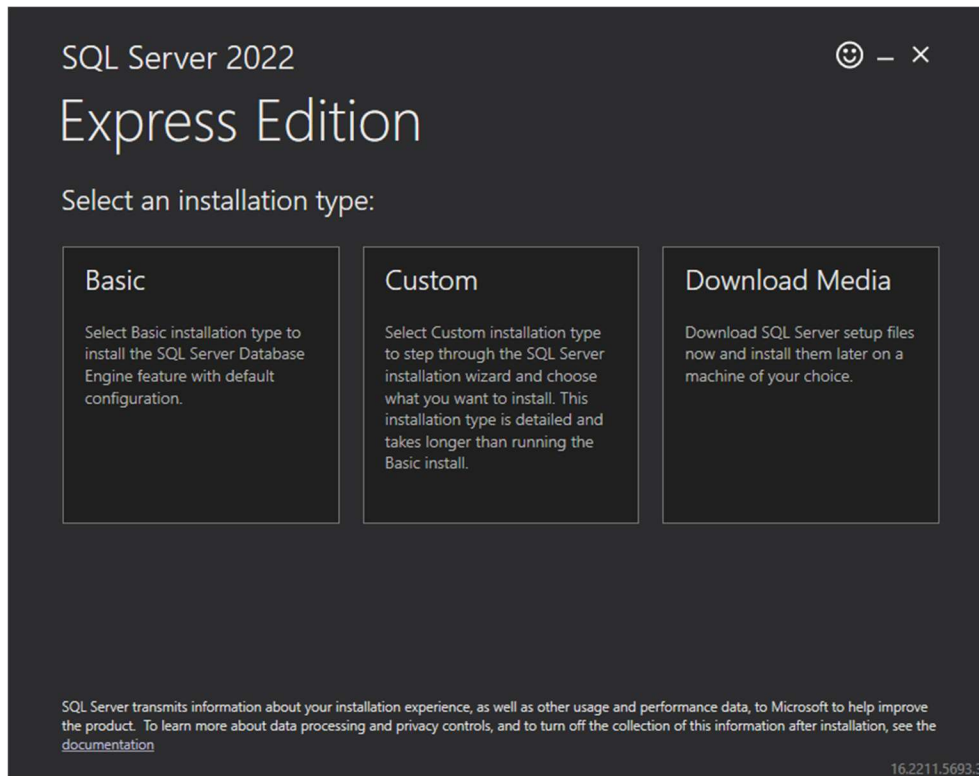 SQL Server 2022
Express Edition
Select an installation type:
Basic
Select Basic installation type to
install the SQL Server Database
Engine feature with default
configuration.
Custom
Select Custom installation type
to step through the SQL Server
installation wizard and choose
what you want to install. This
installation type is detailed and
takes longer than running the
Basic install.
Download Media
Download SQL Server setup files
now and install them later on a
machine of your choice.
SQL Server transmits information about your installation experience, as well as other usage and performance data, to Microsoft to help improve
the product.  To learn more about data processing and privacy controls, and to turn off the collection of this information after installation, see the
documentation